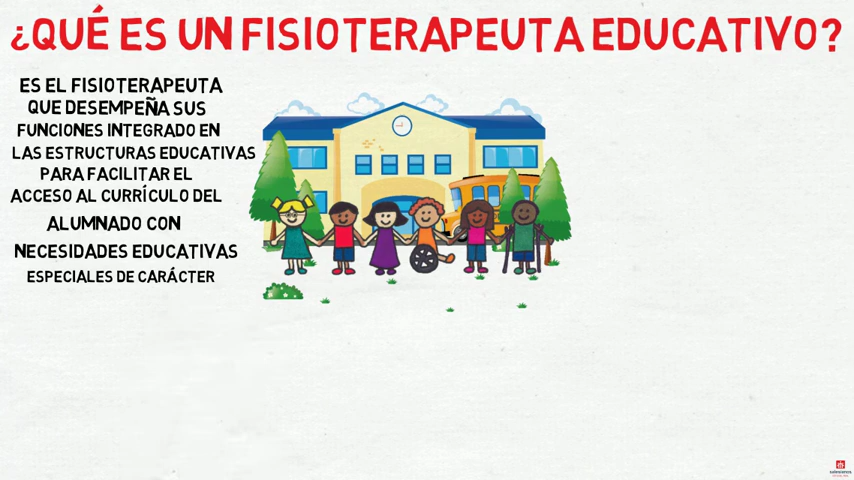 ¿QUÉ ES UN FISIOTERAPEUTA EDUCATIVO?
ES EL FISIOTERAPEUTA
QUE DESEMPEÑA SUS
FUNCIONES INTEGRADO EN
LAS ESTRUCTURAS EDUCATIVAS
PARA FACILITAR EL
ACCESO AL CURRÍCULO DEL
ALUMNADO CON
NECESIDADES EDUCATIVAS
ESPECIALES DE CARÁCTER
salesianos